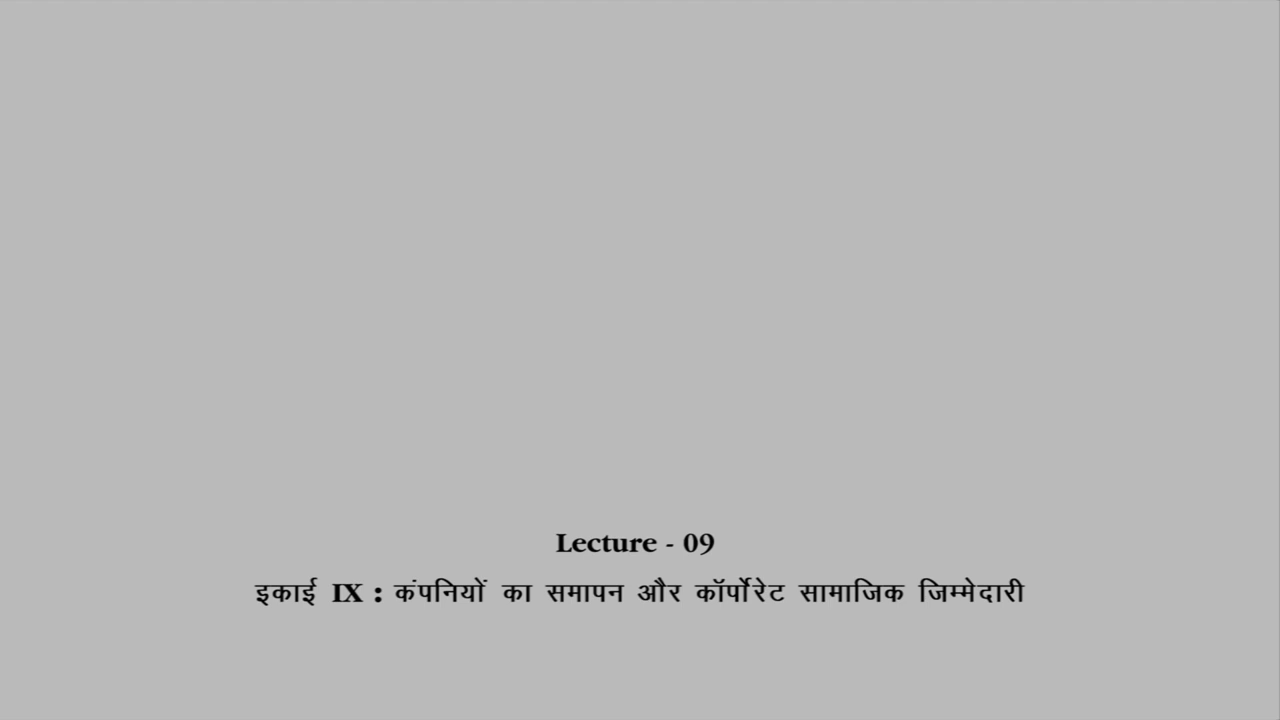 Lecture - 09
इकाई IX : कंपनियों का समापन और कॉर्पोरेट सामाजिक जिम्मेदारी